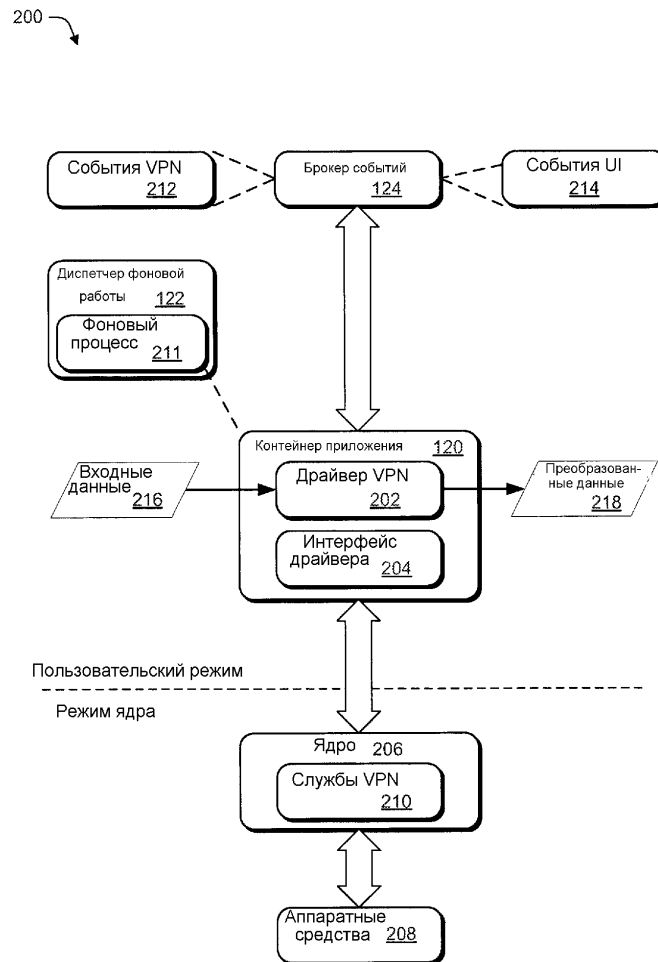 200
События VPN
212
Брокер событий
124
События UI
214
Диспетчер фоновой
работы 122
Фоновый
процесс
211
Контейнер приложения 120
Входные
данные
216
Драйвер VPN
202
Преобразован-
ные данные
218
Интерфейс
драйвера 204
Пользовательский режим
Режим ядра
Ядро 206
Службы VPN
210
Аппаратные
средства 208